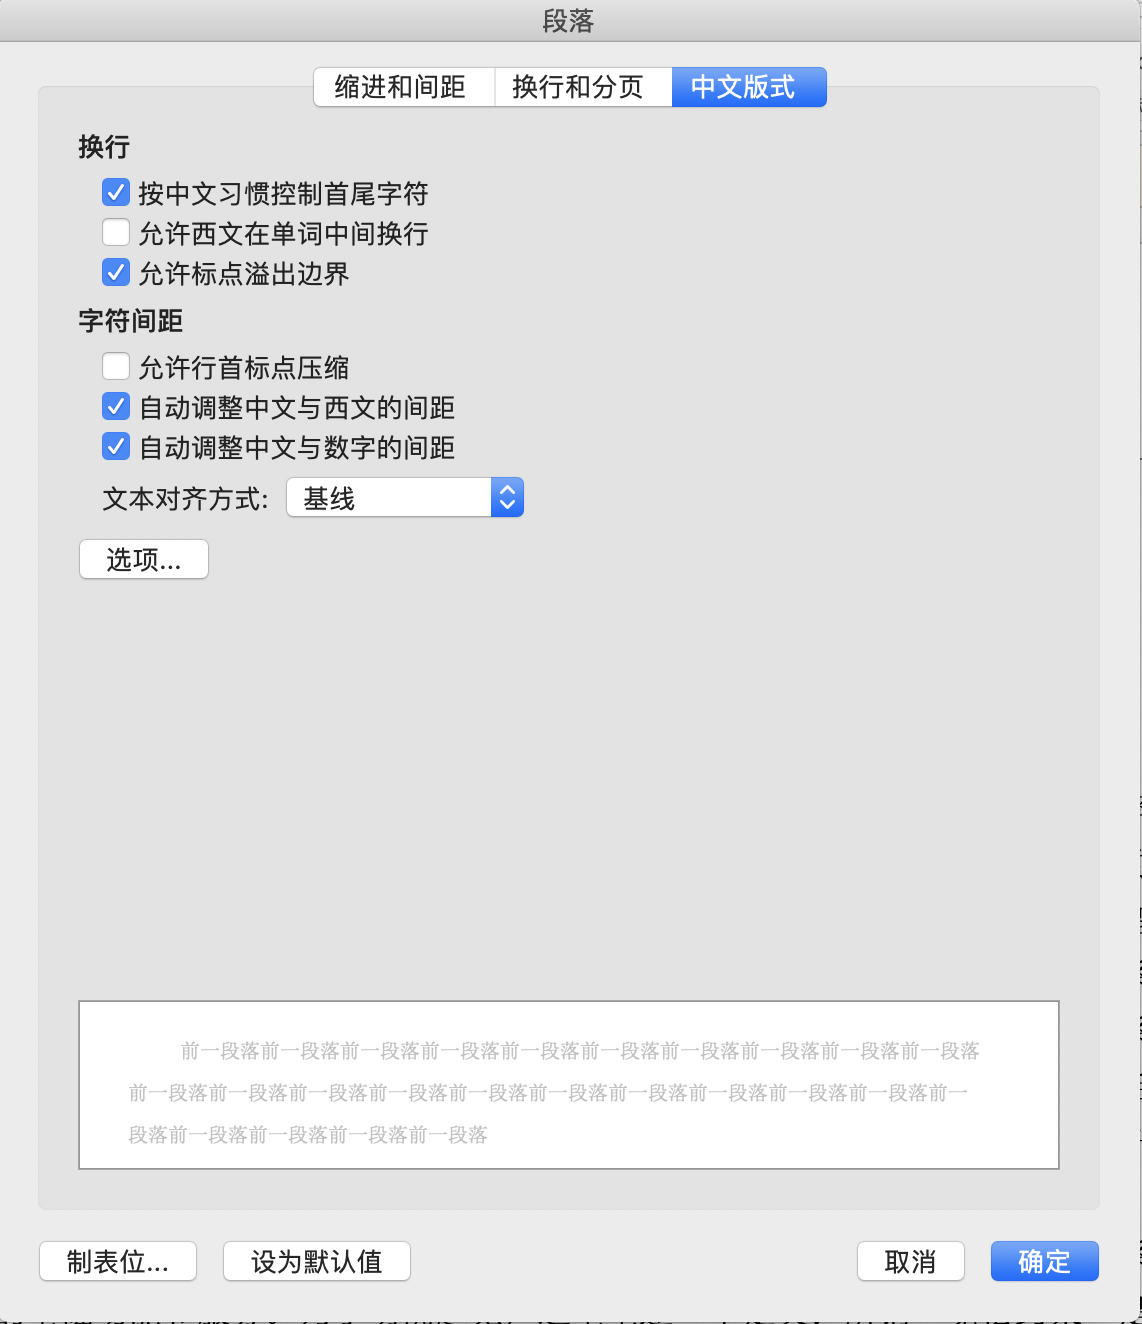 段落
缩进和间距 换行和分页 中文版式
换行
按中文习惯控制首尾字符
允许西文在单词中间换行
允许标点溢出边界
字符间距
允许行首标点压缩
自动调整中文与西文的间距
自动调整中文与数字的间距
文本对齐方式: 基线
选项...
前一段落前一段落前一段落前一段落前一段落前一段落前一段落前一段落前一段落前一段落
前一段落前一段落前一段落前一段落前一段落前一段落前一段落前一段落前一段落前一段落前一
段落前一段落前一段落前一段落前一段落
制表位... 设为默认值 取消 确定